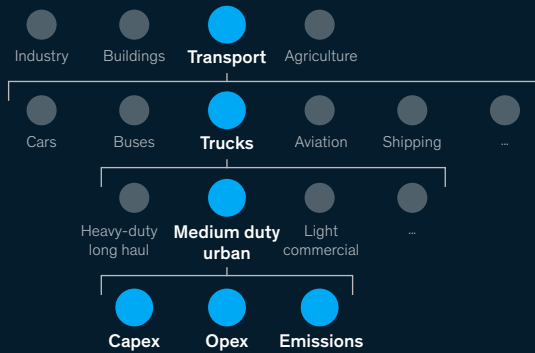 Industry Buildings Transport Agriculture
Cars Buses Trucks Aviation Shipping ...
Heavy-duty Medium duty Light ...
long haul urban commercial
Capex Opex Emissions